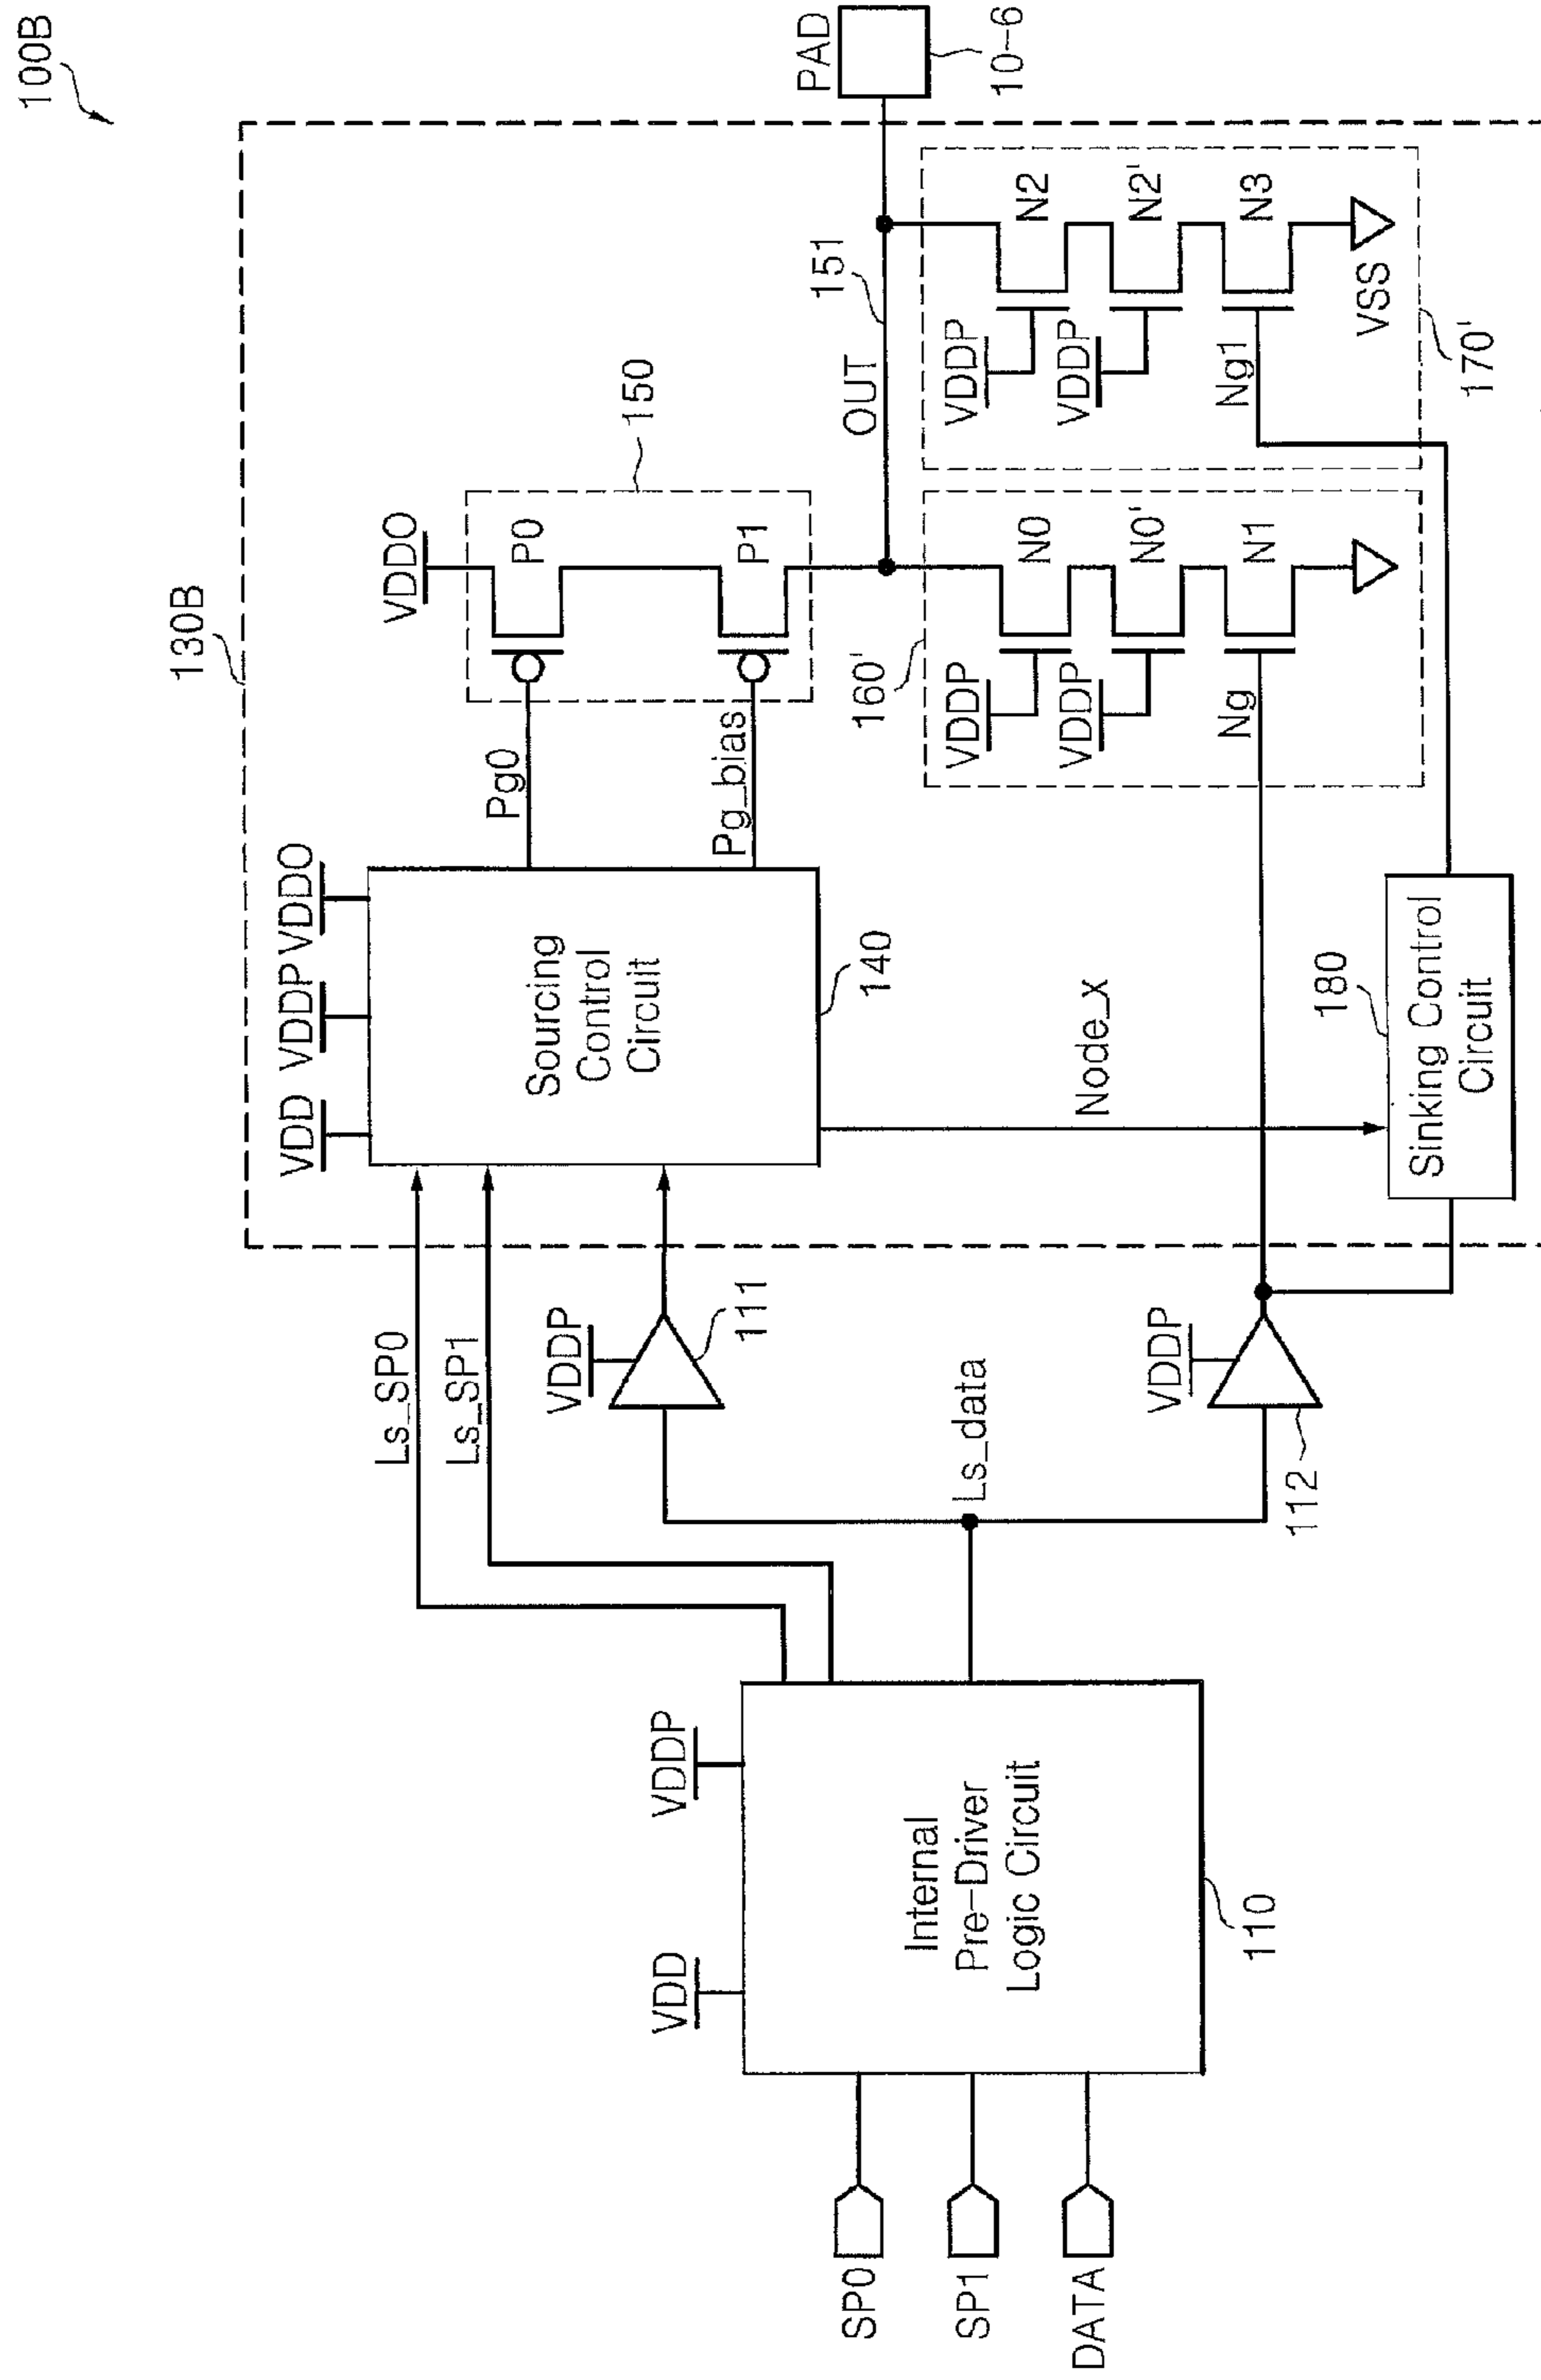 100B
130B
VDD
VDDP
VDDO
VDDO
150
Ls_SP0
Ls_SP1
Sourcing
Control
Circuit
140
Pg0
Pg_bias
P0
P1
PAD
10-6
OUT
151
VDD
VDDP
SP0
SP1
DATA
Internal
Pre-Driver
Logic Circuit
110
Ls_data
VDDP
111
VDDP
112
Node_x
160'
VDDP
VDDP
N0
N0'
N1
Ng
VDDP
VDDP
N2
N2'
N3
Ng1
VSS
170'
180
Sinking Control
Circuit